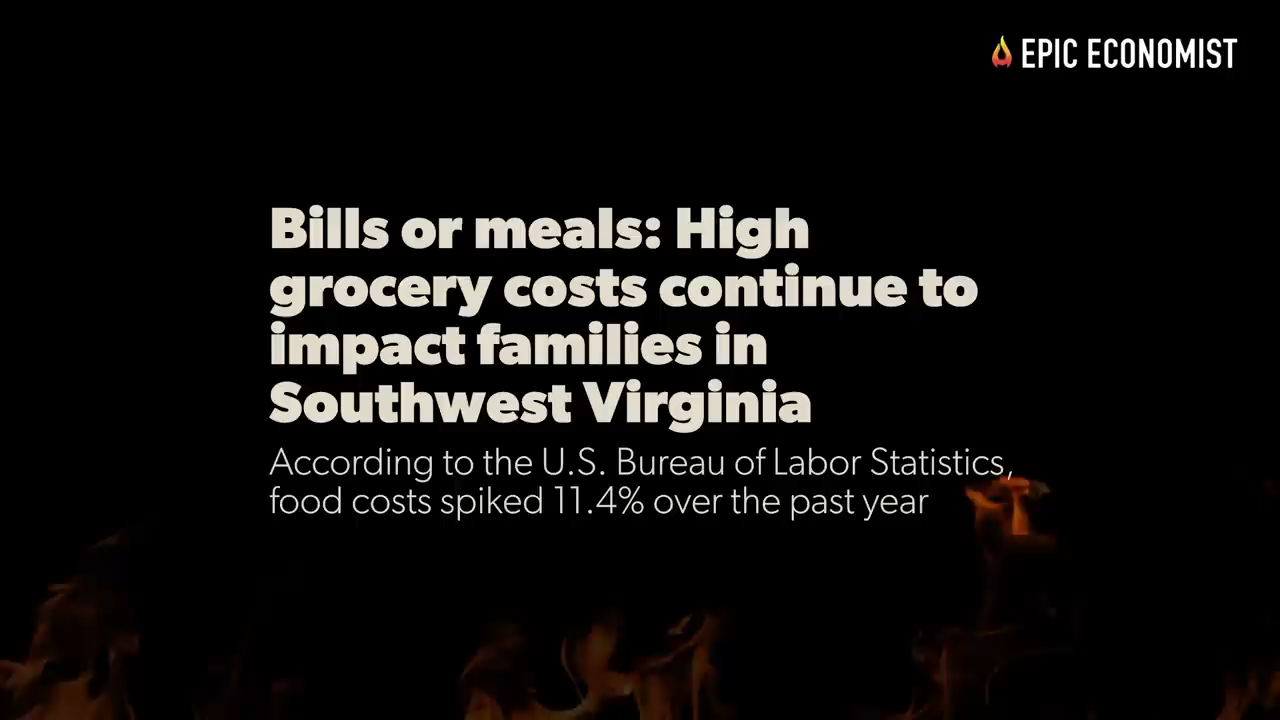 EPIC ECONOMIST
Bills or meals: High
grocery costs continue to
impact families in
Southwest Virginia
According to the U.S. Bureau of Labor Statistics,
food costs spiked 11.4% over the past year